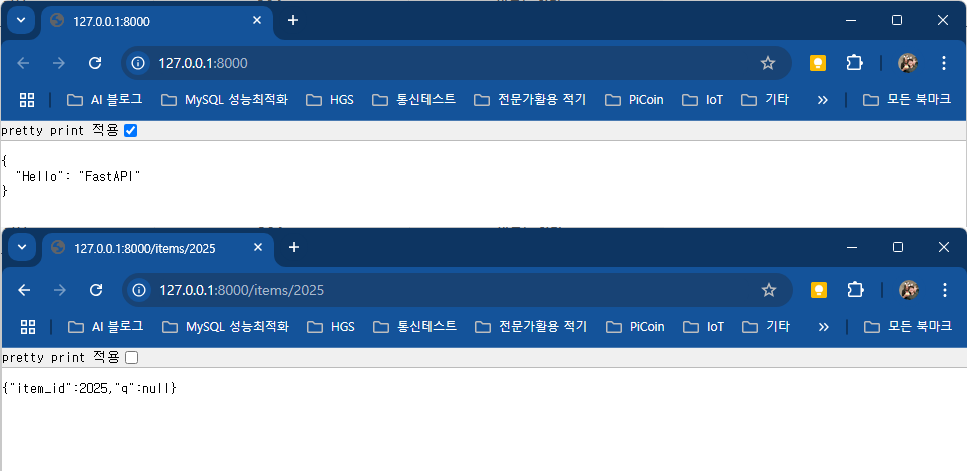 127.0.0.1:8000
127.0.0.1:8000
AI 블로그 MySQL 성능최적화 HGS 통신테스트 전문가활용 적기 PiCoin IoT 기타 » 모든 북마크
pretty print 적용
{
"Hello": "FastAPI"
}
127.0.0.1:8000/items/2025
127.0.0.1:8000/items/2025
AI 블로그 MySQL 성능최적화 HGS 통신테스트 전문가활용 적기 PiCoin IoT 기타 » 모든 북마크
pretty print 적용
{"item_id":2025,"q":null}